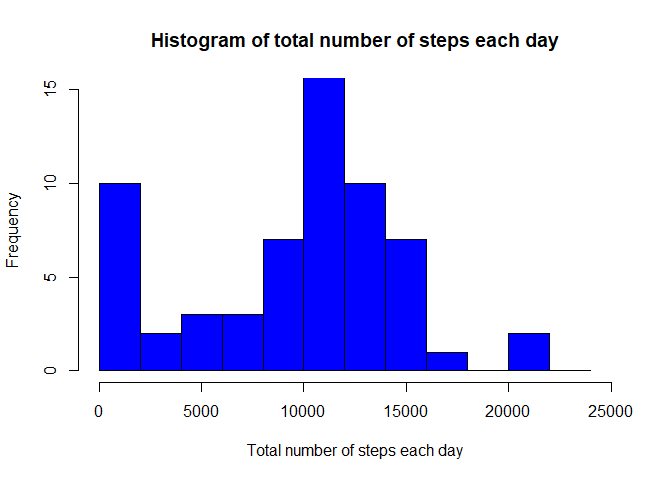 Histogram of total number of steps each day
Frequency
15
10
5
0
0 5000 10000 15000 20000 25000
Total number of steps each day